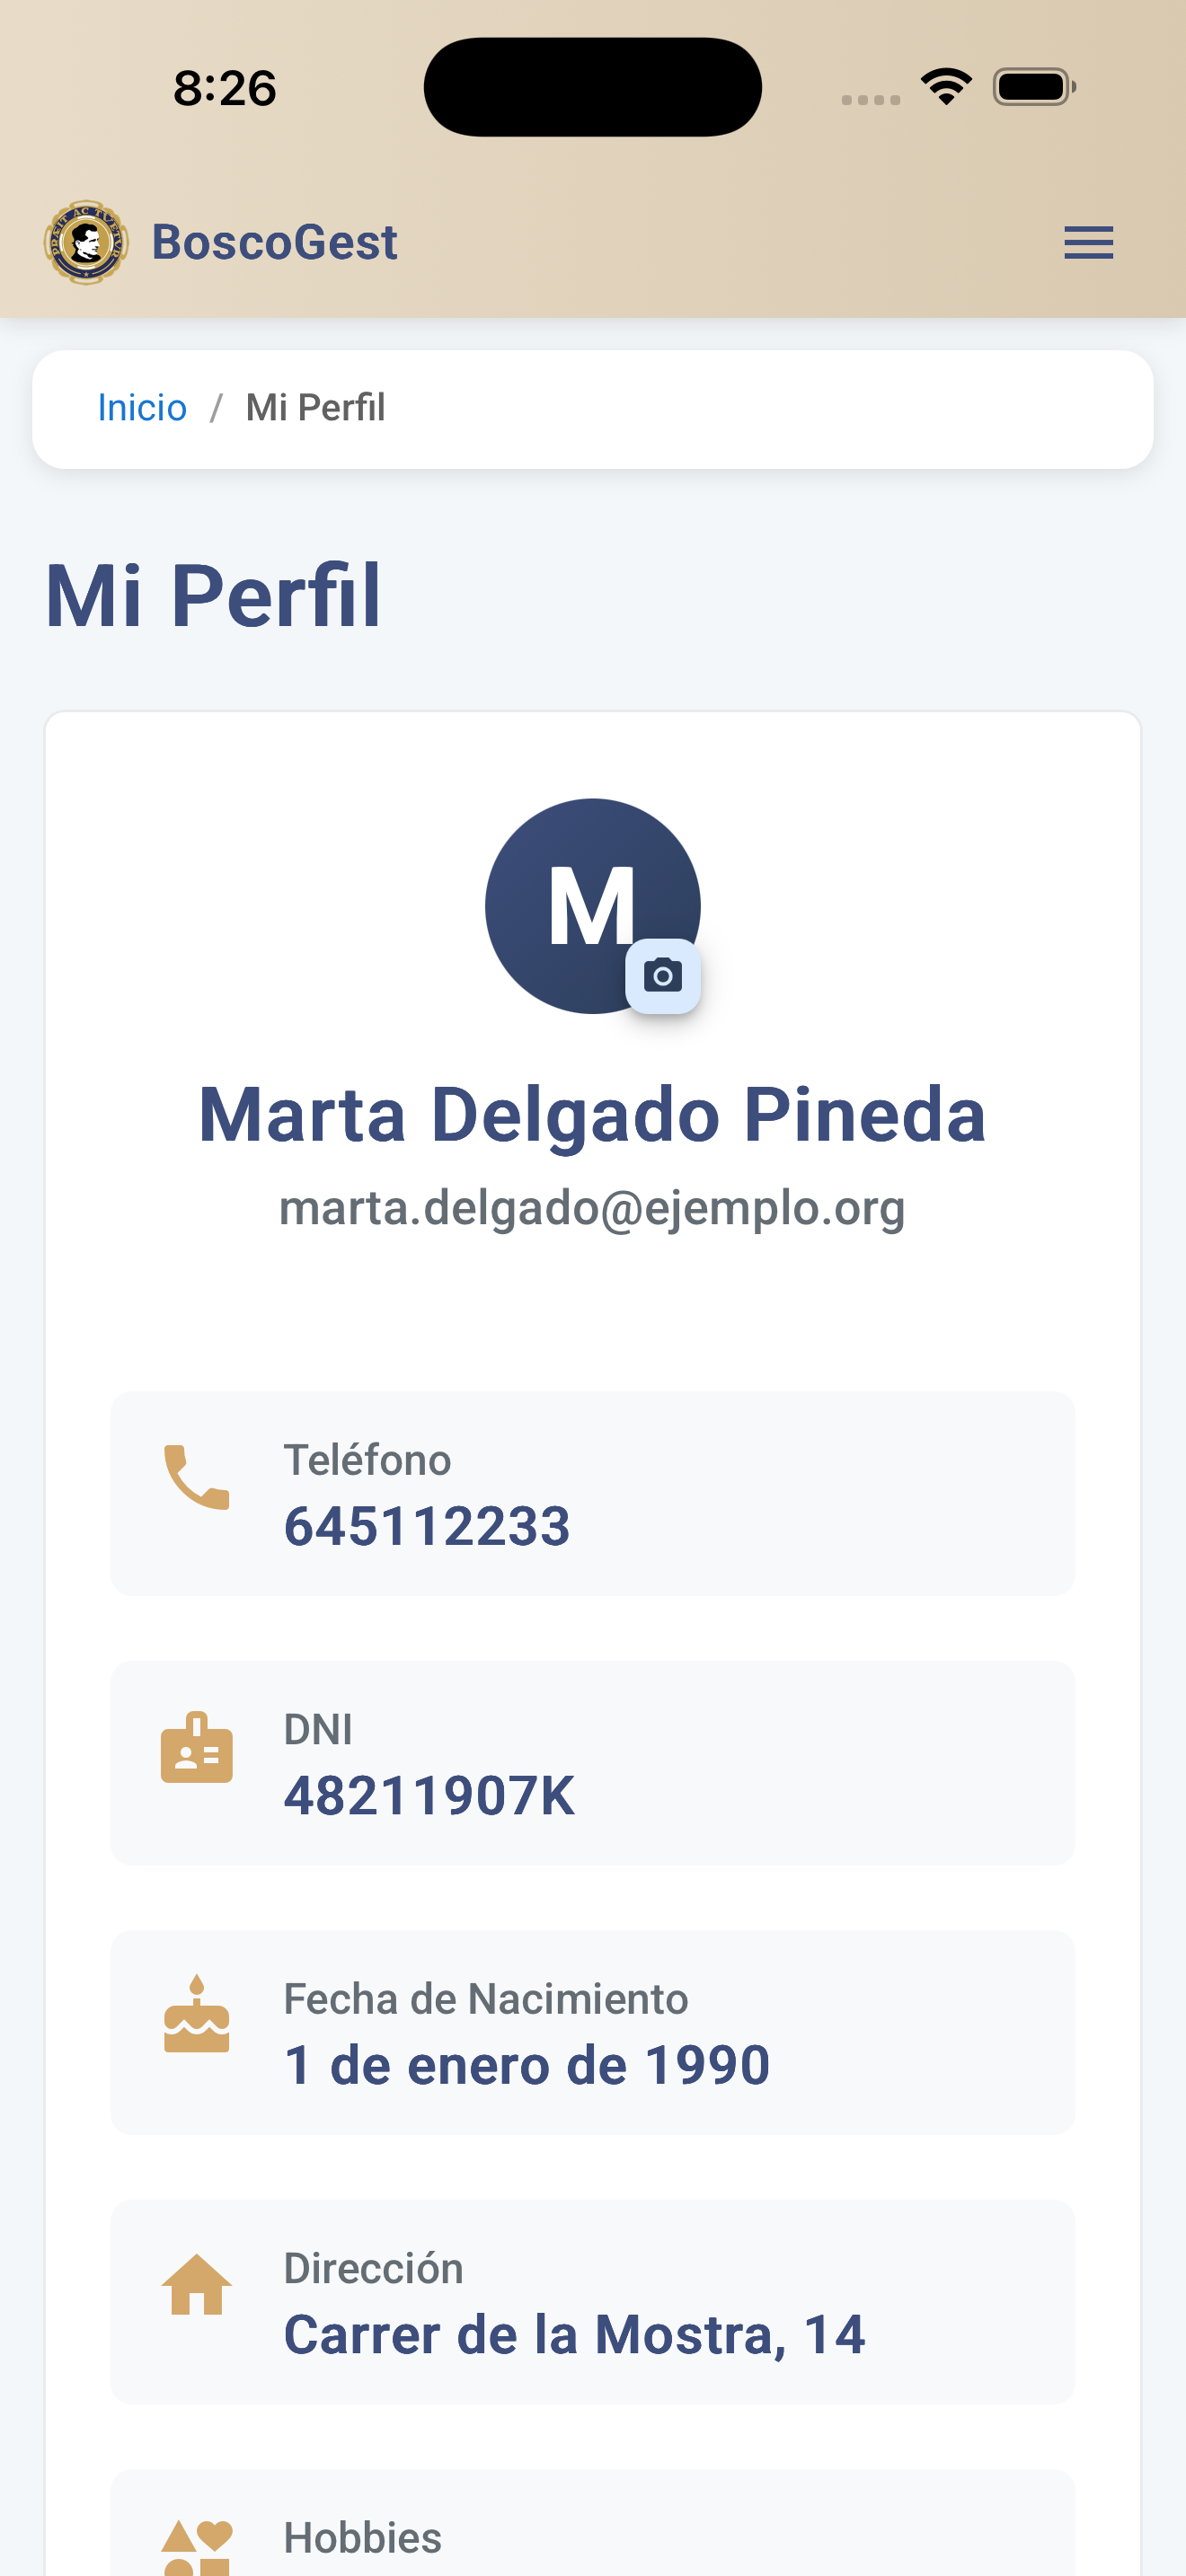 8:26
BoscoGest
Inicio / Mi Perfil
Mi Perfil
M
Marta Delgado Pineda
marta.delgado@ejemplo.org
Teléfono
645112233
DNI
48211907K
Fecha de Nacimiento
1 de enero de 1990
Dirección
Carrer de la Mostra, 14
Hobbies